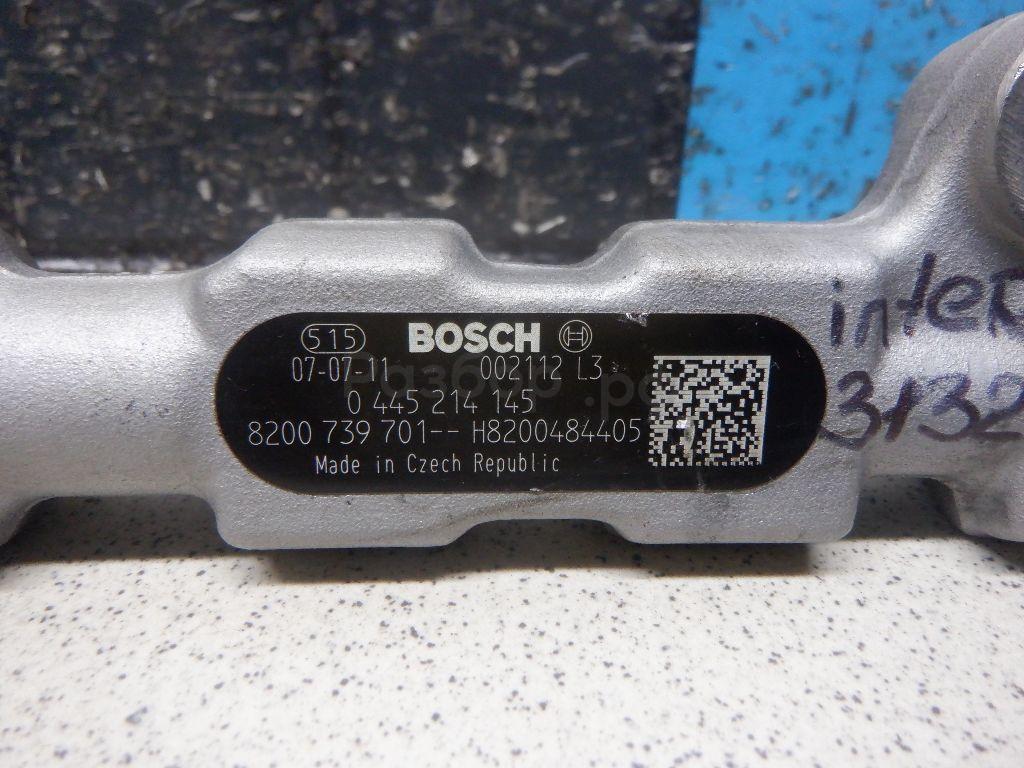 515 BOSCH
07-07-11 002112 L3
0 445 214 145
8200 739 701-- H8200484405
Made in Czech Republic
inter
3132
Разбор